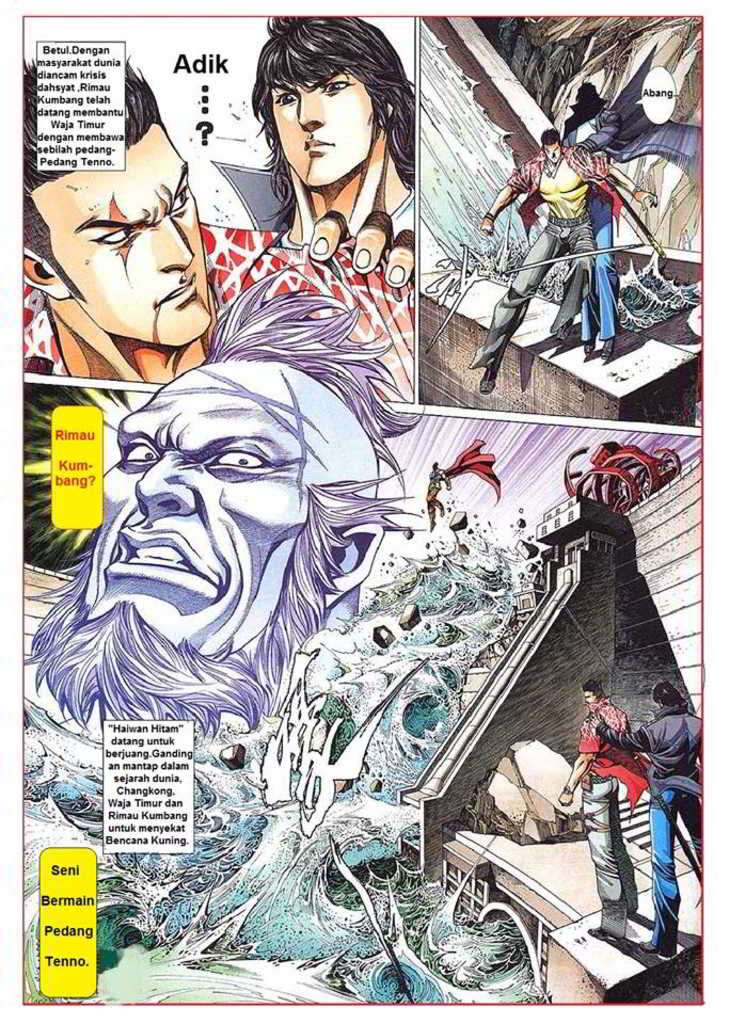 Betul.Dengan
masyarakat dunia
diancam krisis
dahsyat ,Rimau
Kumbang telah
datang membantu
Waja Timur
dengan membawa
sebilah pedang-
Pedang Tenno.
Adik
...
?
Abang...
Rimau
Kum-
bang?
"Haiwan Hitam"
datang untuk
berjuang.Ganding
an mantap dalam
sejarah dunia,
Changkong,
Waja Timur dan
Rimau Kumbang
untuk menyekat
Bencana Kuning.
Seni
Bermain
Pedang
Tenno.